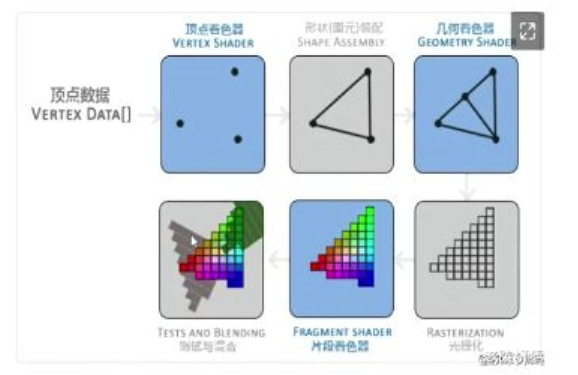 顶点着色器
VERTEX SHADER
形状(图元)装配
SHAPE ASSEMBLY
几何着色器
GEOMETRY SHADER
顶点数据
VERTEX DATA[]
TESTS AND BLENDING
测试与混合
FRAGMENT SHADER
片段着色器
RASTERIZATION
光栅化